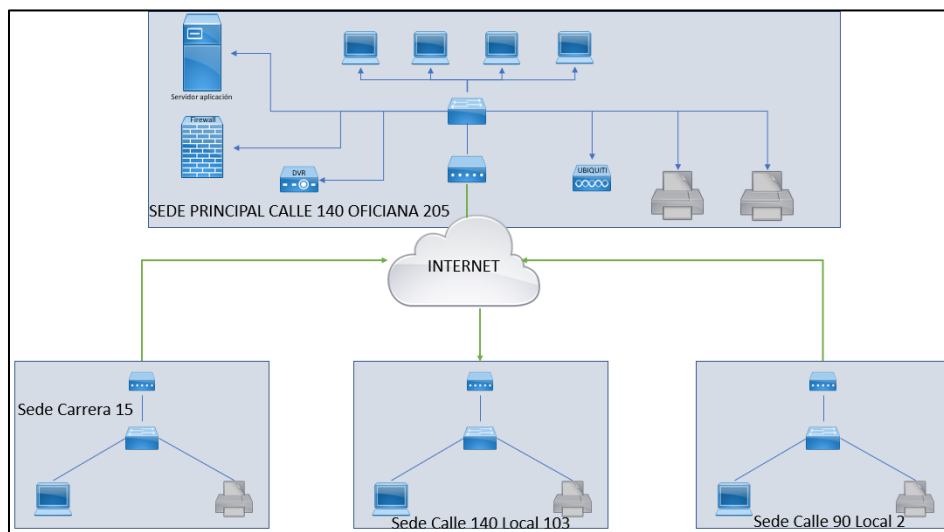 Servidor aplicación
Firewall
DVR
UBIQUITI
SEDE PRINCIPAL CALLE 140 OFICIANA 205
INTERNET
Sede Carrera 15
Sede Calle 140 Local 103
Sede Calle 90 Local 2